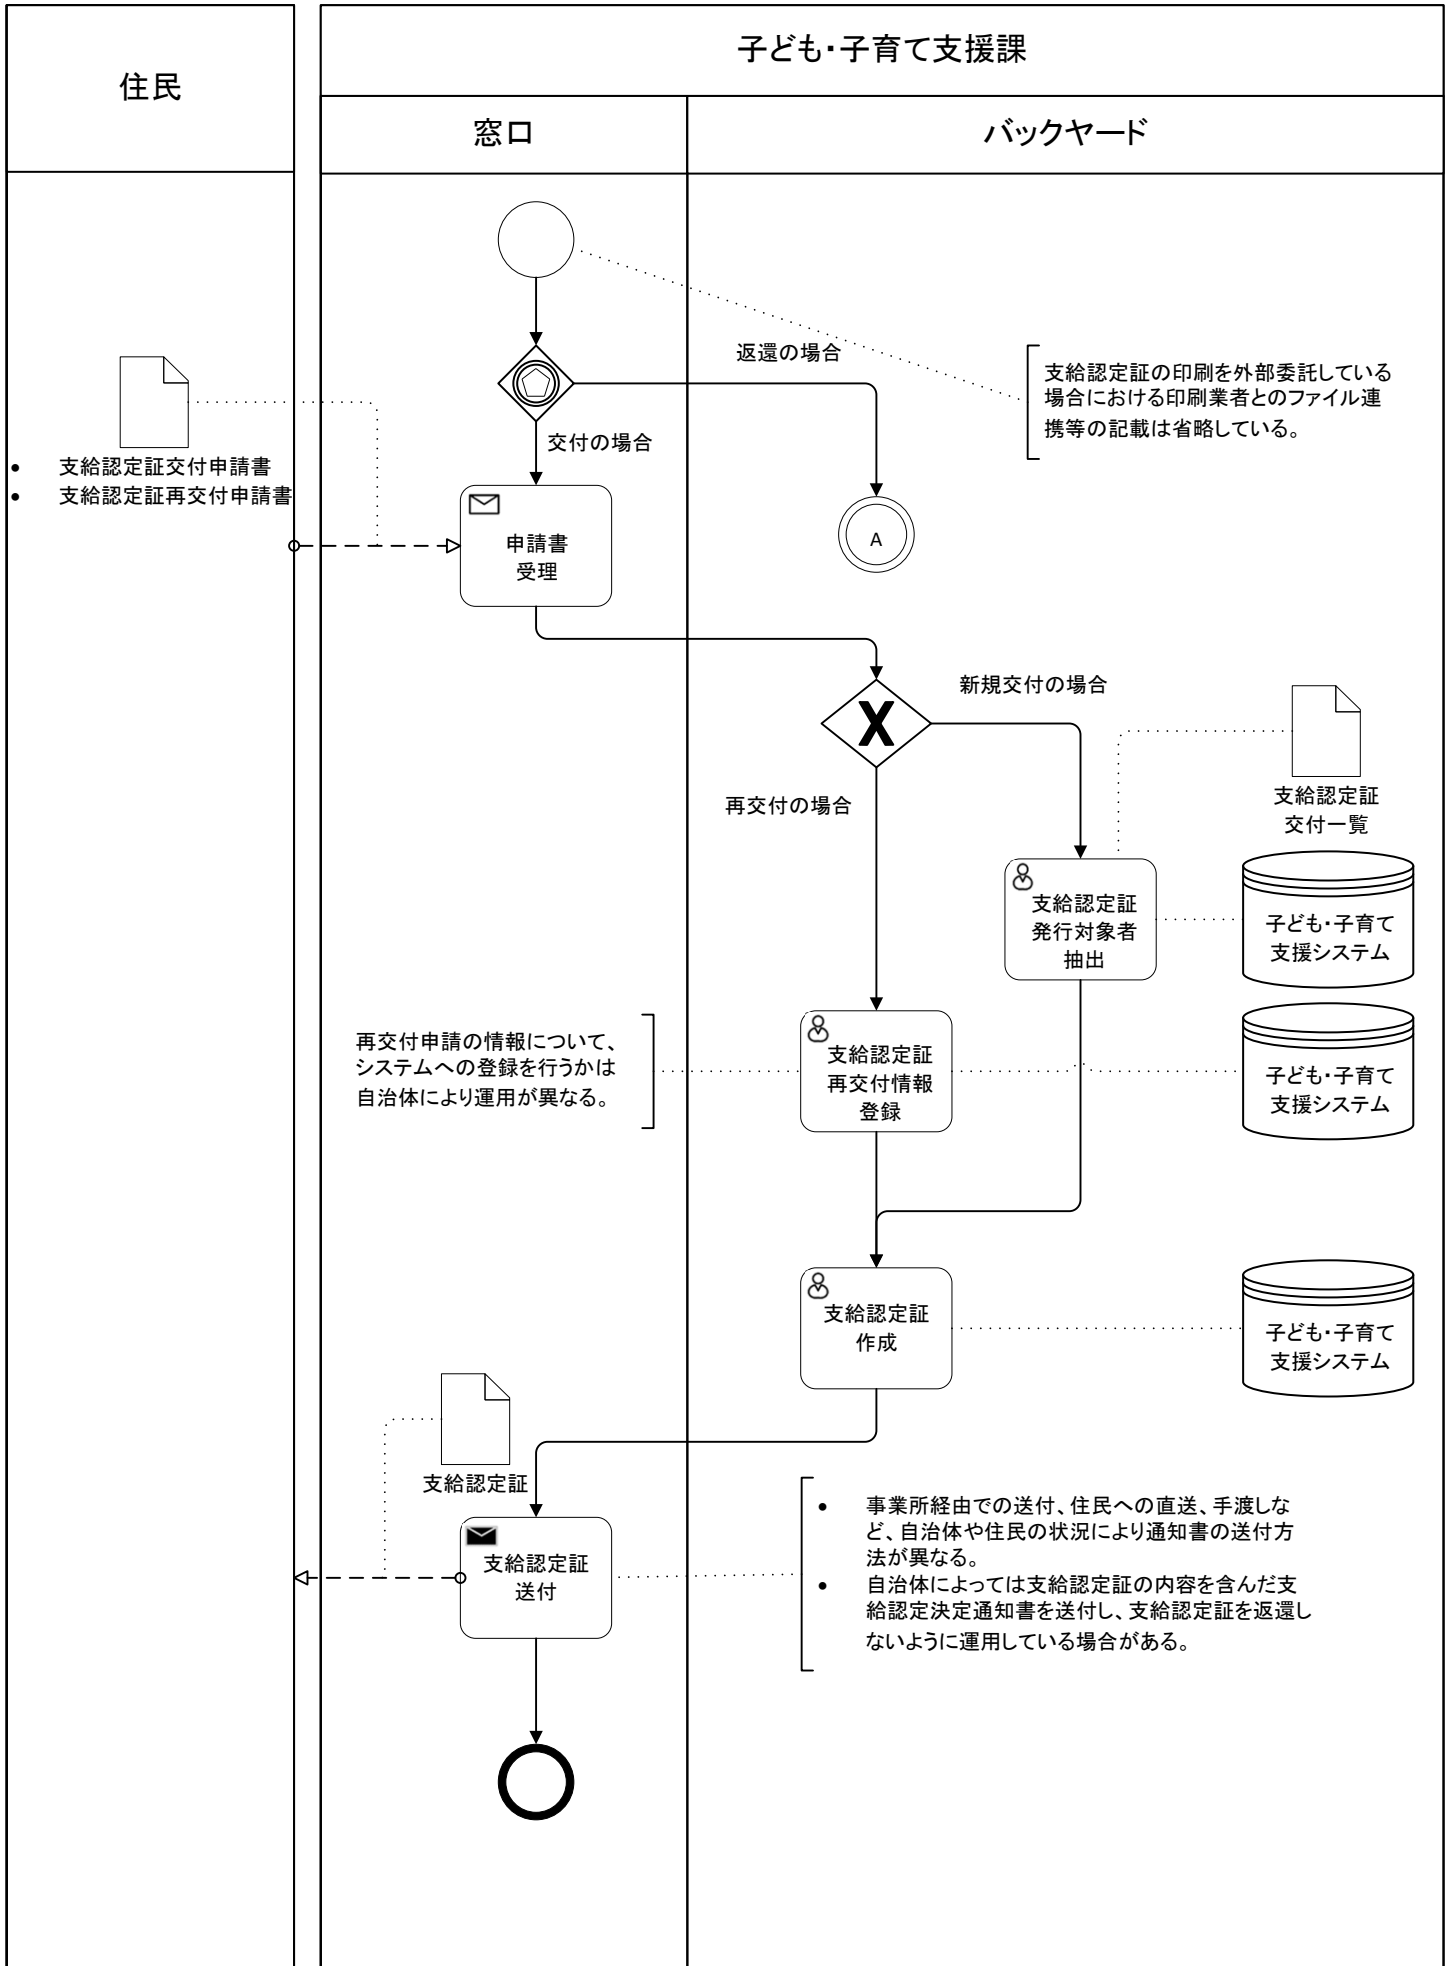 住民
子ども・子育て支援課
窓口
バックヤード
返還の場合
支給認定証の印刷を外部委託している
場合における印刷業者とのファイル連
携等の記載は省略している。
交付の場合
• 支給認定証交付申請書
• 支給認定証再交付申請書
申請書
受理
A
新規交付の場合
再交付の場合
支給認定証
交付一覧
支給認定証
発行対象者
抽出
子ども・子育て
支援システム
再交付申請の情報について、
システムへの登録を行うかは
自治体により運用が異なる。
支給認定証
再交付情報
登録
子ども・子育て
支援システム
支給認定証
作成
子ども・子育て
支援システム
支給認定証
支給認定証
送付
• 事業所経由での送付、住民への直送、手渡しな
ど、自治体や住民の状況により通知書の送付方
法が異なる。
• 自治体によっては支給認定証の内容を含んだ支
給認定決定通知書を送付し、支給認定証を返還し
ないように運用している場合がある。